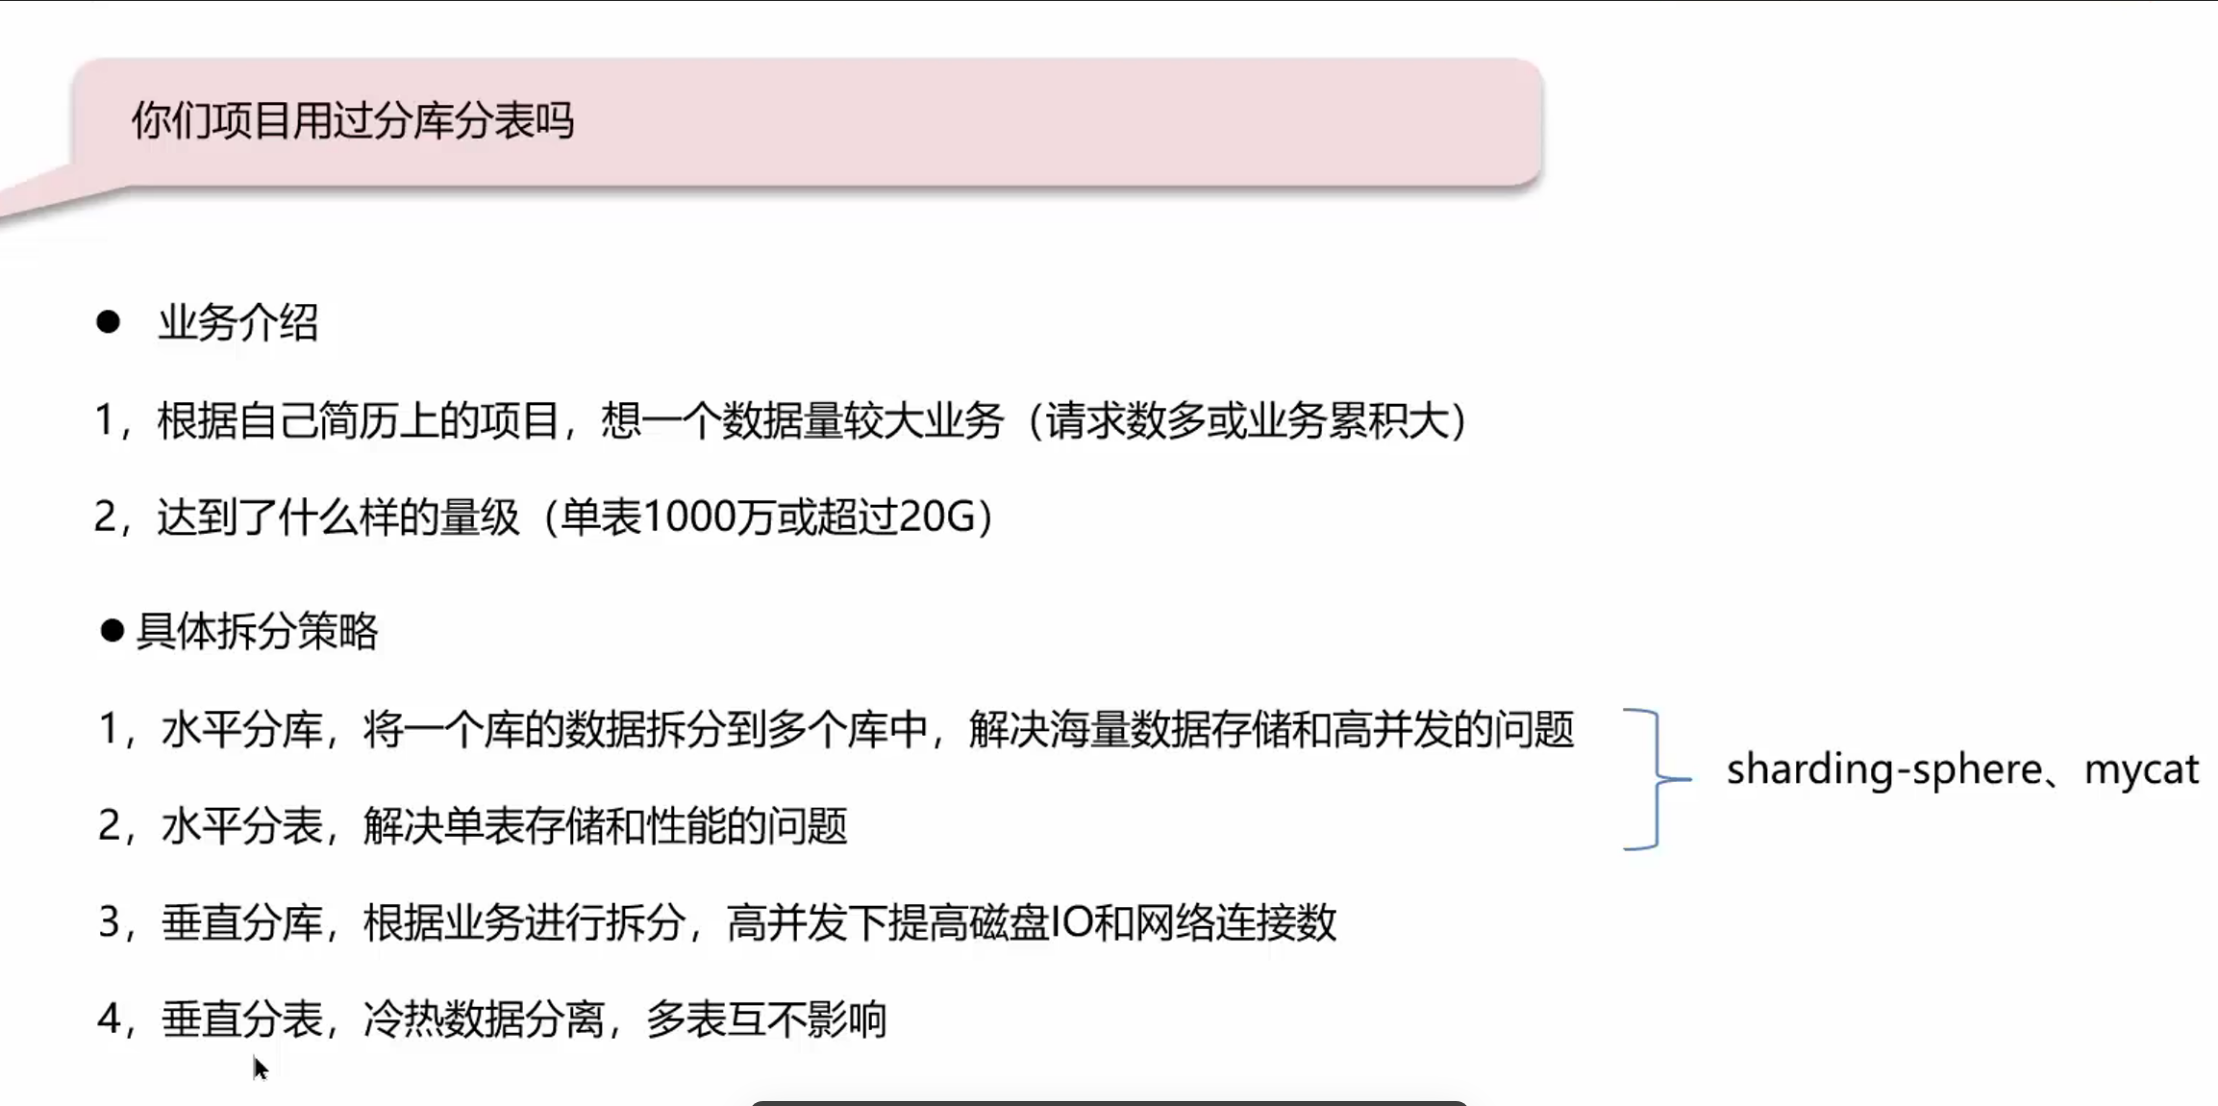 你们项目用过分库分表吗
● 业务介绍
1，根据自己简历上的项目，想一个数据量较大业务（请求数多或业务累积大）
2，达到了什么样的量级（单表1000万或超过20G）
●具体拆分策略
1，水平分库，将一个库的数据拆分到多个库中，解决海量数据存储和高并发的问题
2，水平分表，解决单表存储和性能的问题
sharding-sphere、mycat
3，垂直分库，根据业务进行拆分，高并发下提高磁盘IO和网络连接数
4，垂直分表，冷热数据分离，多表互不影响